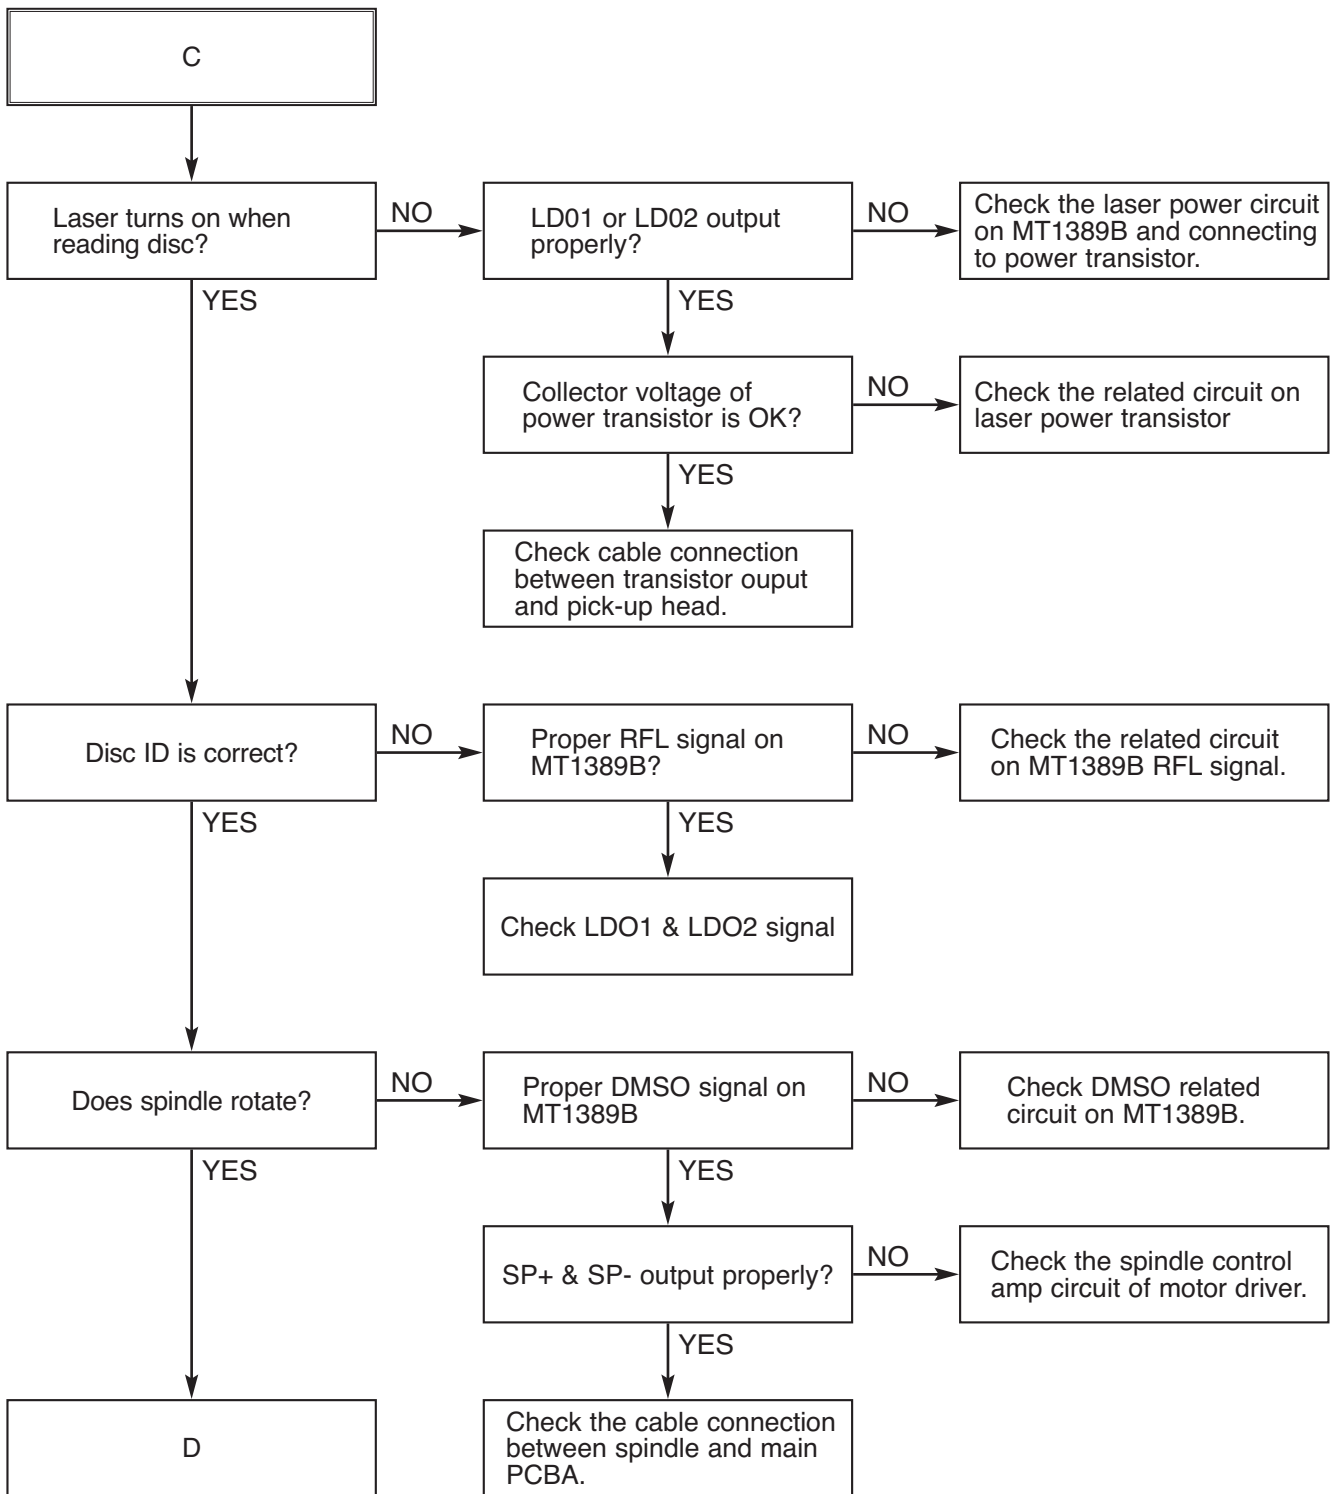 C
Laser turns on when
reading disc?
NO
LD01 or LD02 output
properly?
NO
Check the laser power circuit
on MT1389B and connecting
to power transistor.
YES
YES
Collector voltage of
power transistor is OK?
NO
Check the related circuit on
laser power transistor
YES
Check cable connection
between transistor ouput
and pick-up head.
Disc ID is correct?
NO
Proper RFL signal on
MT1389B?
NO
Check the related circuit
on MT1389B RFL signal.
YES
YES
Check LDO1 & LDO2 signal
Does spindle rotate?
NO
Proper DMSO signal on
MT1389B
NO
Check DMSO related
circuit on MT1389B.
YES
YES
SP+ & SP- output properly?
NO
Check the spindle control
amp circuit of motor driver.
YES
D
Check the cable connection
between spindle and main
PCBA.